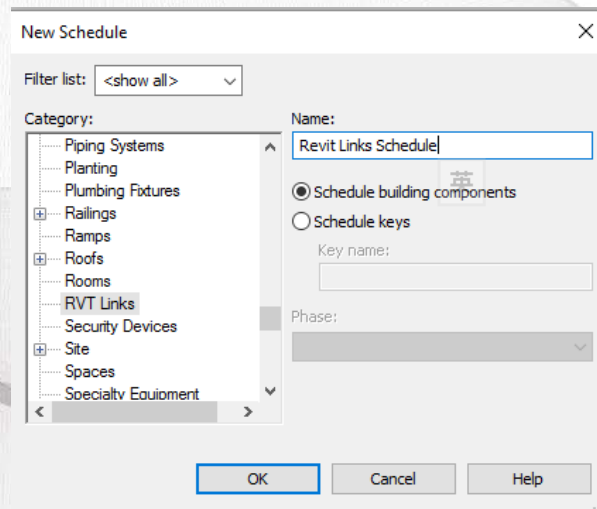 New Schedule
Filter list: <show all>
Category:
Piping Systems
Planting
Plumbing Fixtures
Railings
Ramps
Roofs
Rooms
RVT Links
Security Devices
Site
Spaces
Specialty Equipment
Name:
Revit Links Schedule
英
Schedule building components
Schedule keys
Key name:
Phase:
OK Cancel Help